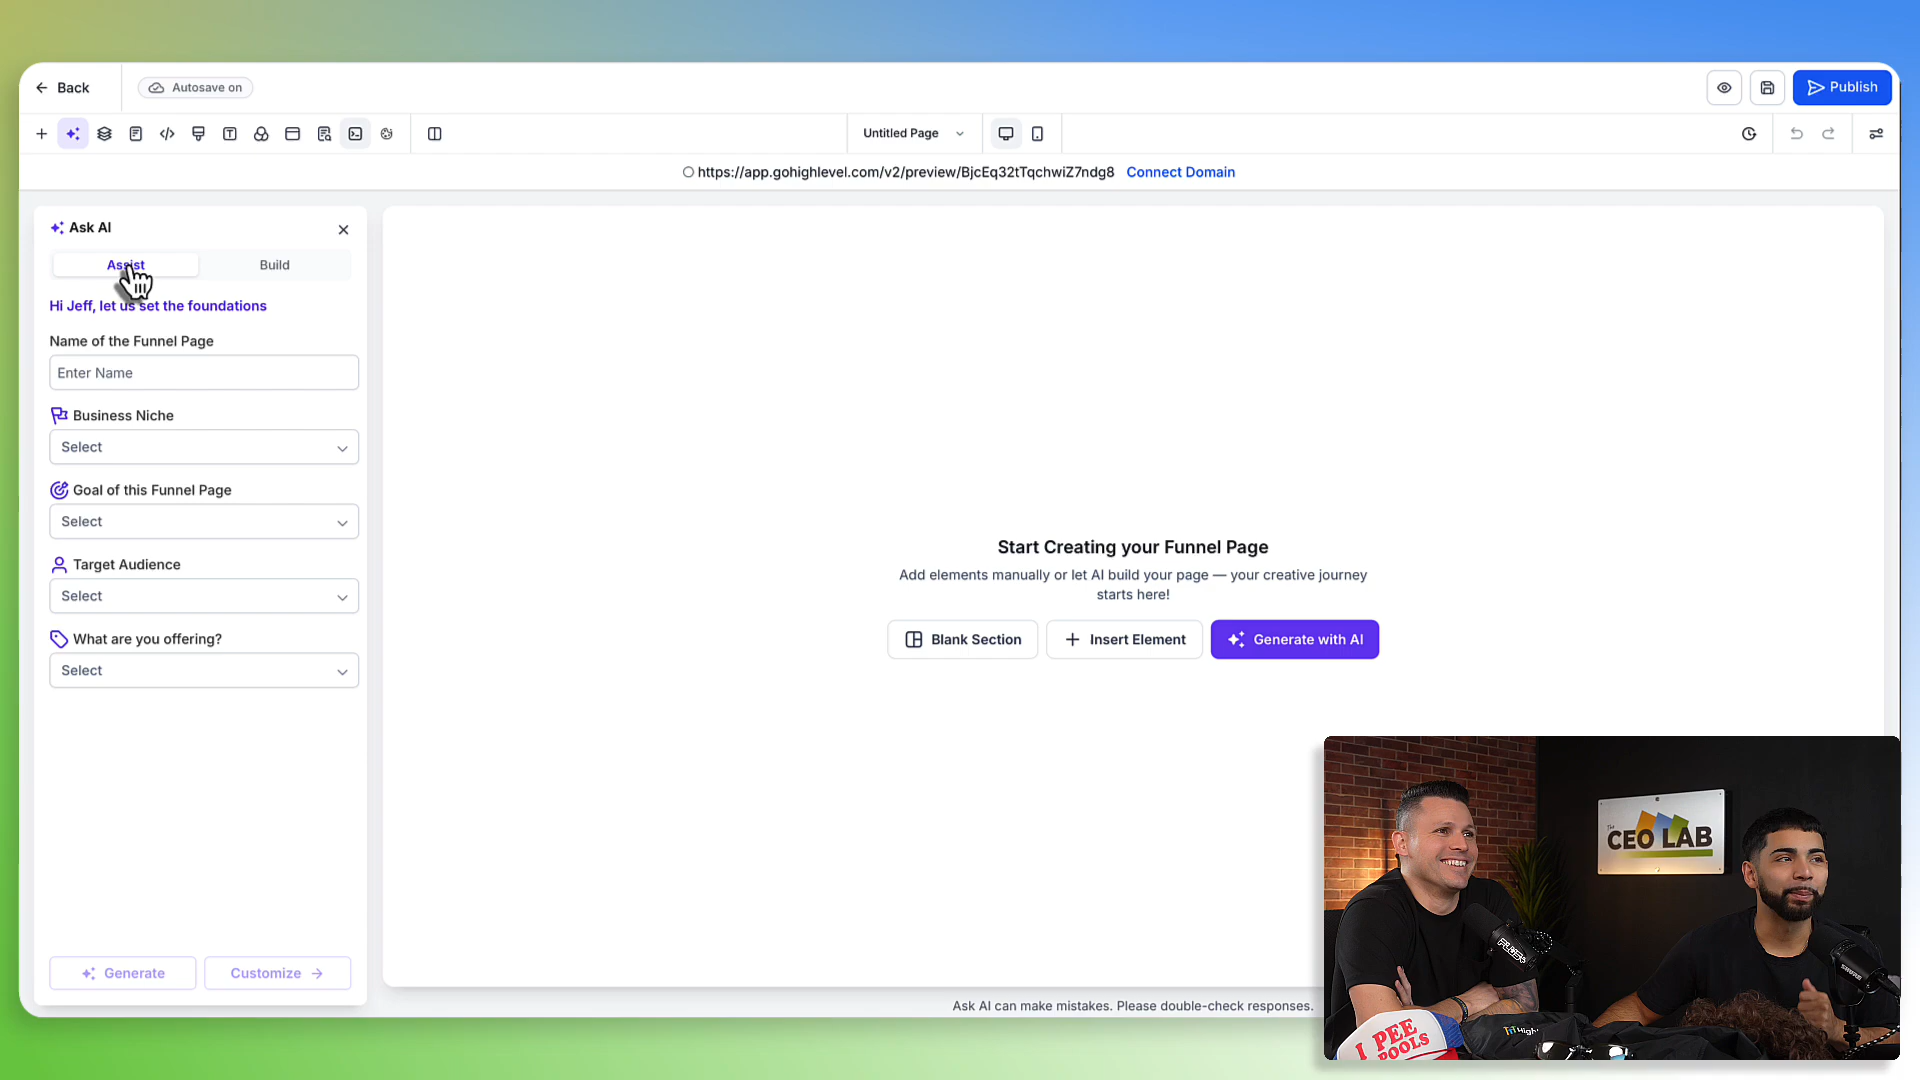 Back
Autosave on
Publish
Untitled Page
https://app.gohighlevel.com/v2/preview/BjcEq32tTqchwiZ7ndg8 Connect Domain
Ask AI
Assist
Build
Hi Jeff, let us set the foundations
Name of the Funnel Page
Enter Name
Business Niche
Select
Goal of this Funnel Page
Select
Target Audience
Select
What are you offering?
Select
Generate
Customize
Start Creating your Funnel Page
Add elements manually or let AI build your page — your creative journey
starts here!
Blank Section
Insert Element
Generate with AI
Ask AI can make mistakes. Please double-check responses.
The
CEO LAB
I PEE
POOLS